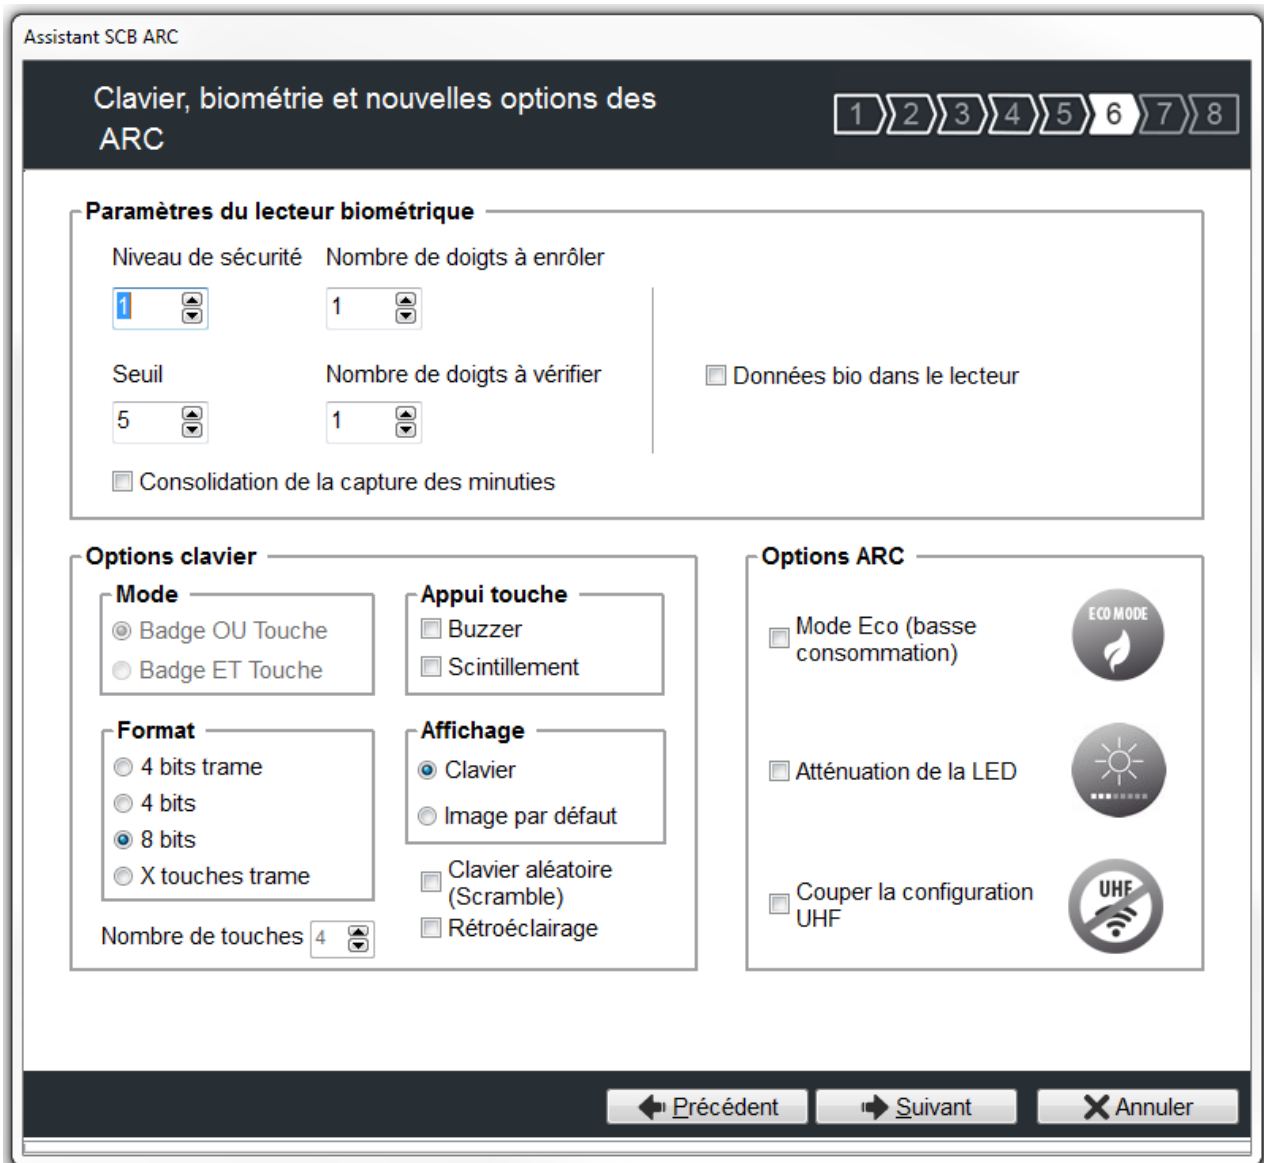 Assistant SCB ARC
Clavier, biométrie et nouvelles options des
ARC
1 2 3 4 5 6 7 8
Paramètres du lecteur biométrique
Niveau de sécurité Nombre de doigts à enrôler
1 1
Seuil Nombre de doigts à vérifier
Données bio dans le lecteur
5 1
Consolidation de la capture des minuties
Options clavier
Mode
Badge OU Touche
Badge ET Touche
Appui touche
Buzzer
Scintillement
Format
4 bits trame
4 bits
8 bits
X touches trame
Nombre de touches 4
Affichage
Clavier
Image par défaut
Clavier aléatoire
(Scramble)
Rétroéclairage
Options ARC
Mode Eco (basse
consommation)
ECO MODE
Atténuation de la LED
Couper la configuration
UHF
UHF
Précédent Suivant Annuler